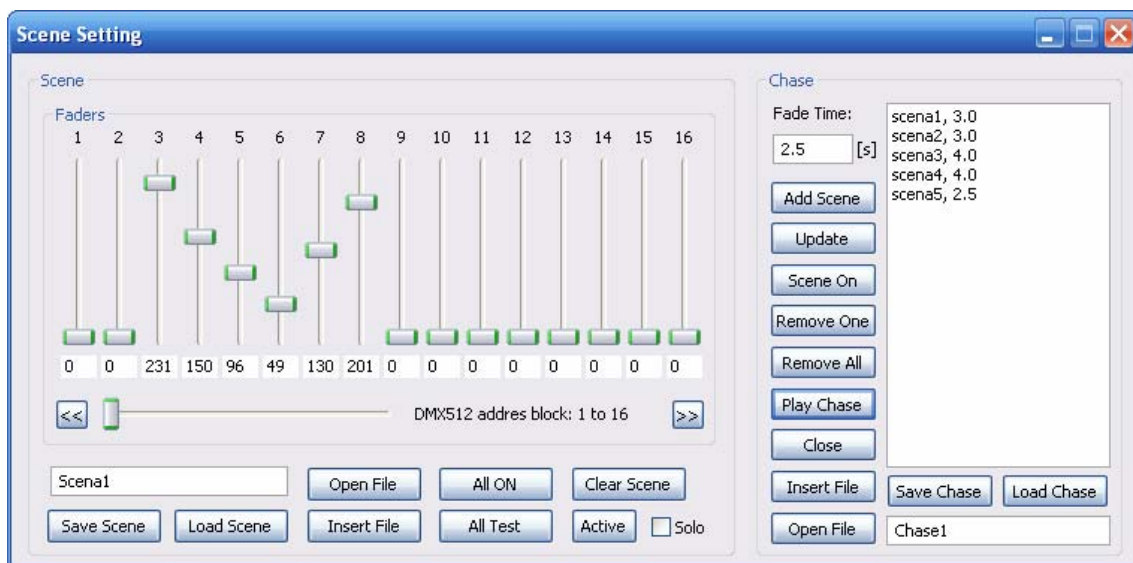 Scene Setting
Scene
Faders
1 2 3 4 5 6 7 8 9 10 11 12 13 14 15 16
0 0 231 150 96 49 130 201 0 0 0 0 0 0 0 0
<< DMX512 addres block: 1 to 16 >>
Scena1
Open File
All ON
Clear Scene
Save Scene
Load Scene
Insert File
All Test
Active
Solo
Chase
Fade Time:
2.5 [s]
Add Scene
Update
Scene On
Remove One
Remove All
Play Chase
Close
Insert File
Open File
scena1, 3.0
scena2, 3.0
scena3, 4.0
scena4, 4.0
scena5, 2.5
Save Chase
Load Chase
Chase1